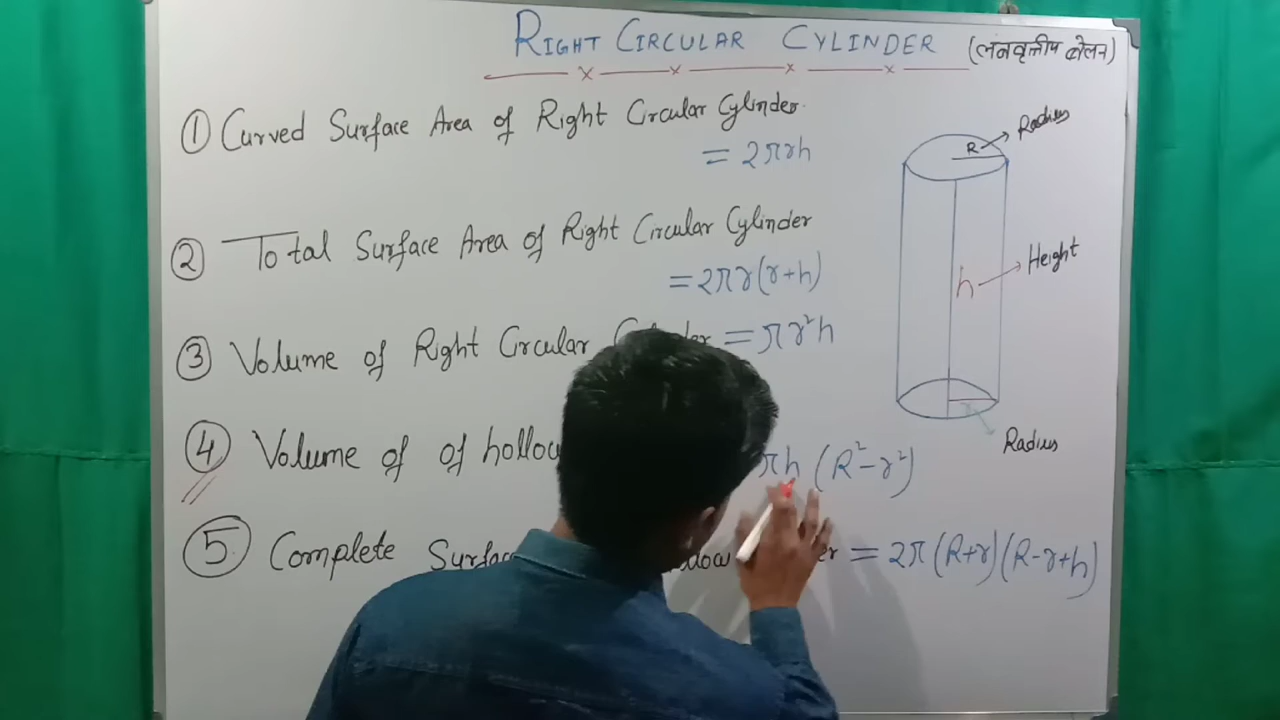 RIGHT CIRCULAR CYLINDER (लंबवृत्तीय बेलन)
① Curved Surface Area of Right Circular Cylinder.
= 2πrh
② Total Surface Area of Right Circular Cylinder
= 2πr(r+h)
③ Volume of Right Circular = πr²h
④ Volume of of hollow πh (R²-r²)
⑤ Complete = 2π(R+r)(R-r+h)
R Radius
h Height
Radius